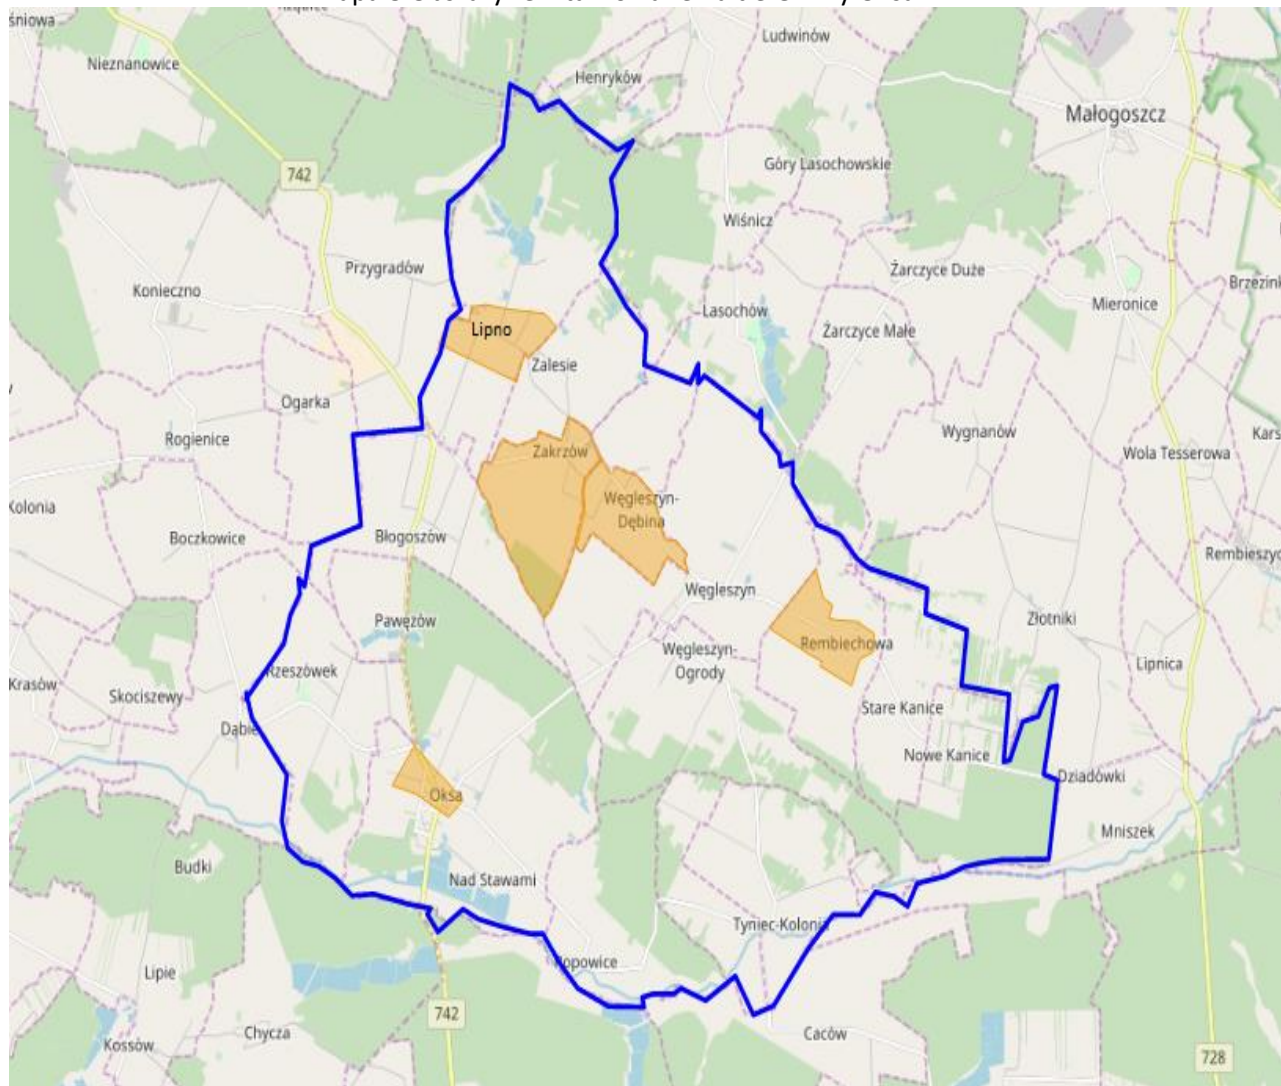 śniowa
Nieznanowice
Ludwinów
Henryków
Małogoszcz
742
Góry Lasochowskie
Wiśnicz
Przygradów
Żarczyce Duże
Konieczno
Brzezink
Mieronice
Lasochów
Lipno
Żarczyce Małe
Zalesie
Ogarka
Rogienice
Wygnanów
Kars
Zakrzów
Wola Tesserowa
Kolonia
Węgleszyn-
Dębina
Boczkowice
Błogoszów
Rembieszyc
Węgleszyn
Pawęzów
Złotniki
Rembiechowa
Węgleszyn-
Ogrody
Rzeszówek
Lipnica
Krasów
Skociszewy
Stare Kanice
Dąbie
Nowe Kanice
Dziadówki
Oksa
Mniszek
Budki
Nad Stawami
Tyniec-Kolonia
Popowice
Lipie
742
Chycza
Caców
Kossów
728